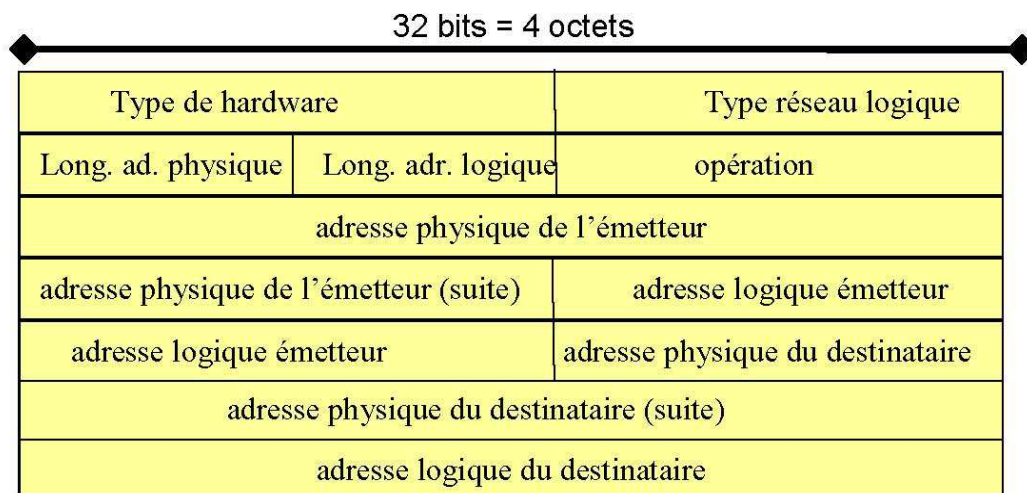 32 bits = 4 octets
Type de hardware Type réseau logique
Long. ad. physique Long. adr. logique opération
adresse physique de l'émetteur
adresse physique de l'émetteur (suite) adresse logique émetteur
adresse logique émetteur adresse physique du destinataire
adresse physique du destinataire (suite)
adresse logique du destinataire